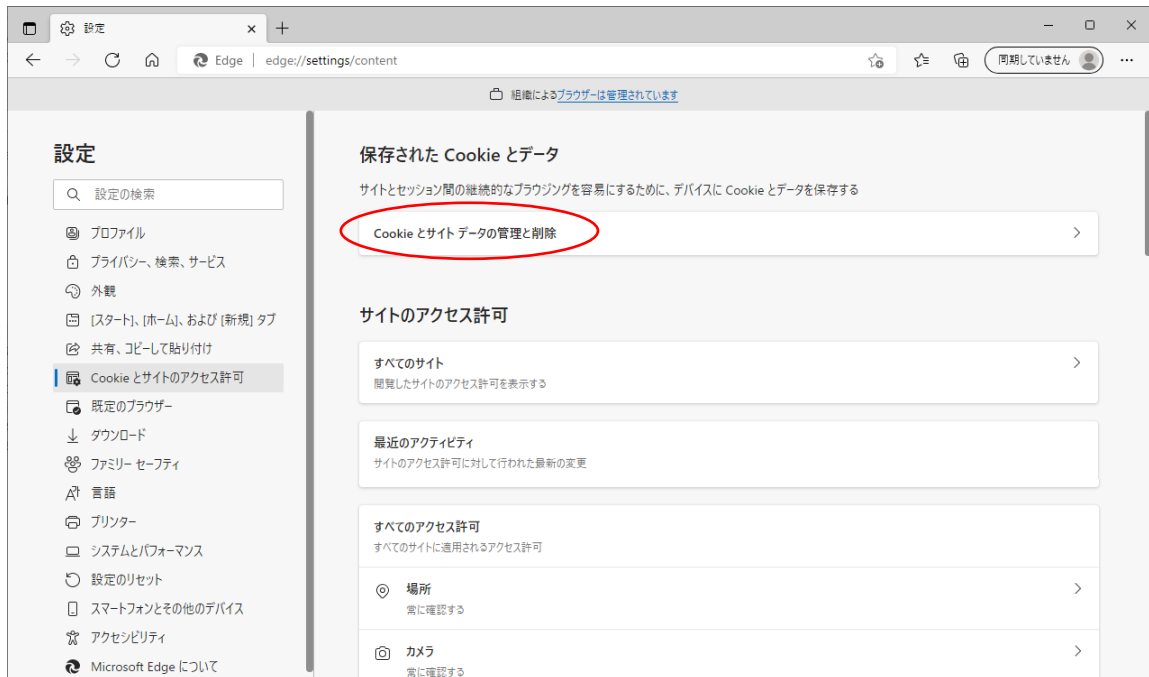 設定
Edge
edge://settings/content
同期していません
組織によるブラウザーは管理されています
設定
設定の検索
プロファイル
プライバシー、検索、サービス
外観
[スタート]、[ホーム]、および [新規] タブ
共有、コピーして貼り付け
Cookie とサイトのアクセス許可
既定のブラウザー
ダウンロード
ファミリー セーフティ
言語
プリンター
システムとパフォーマンス
設定のリセット
スマートフォンとその他のデバイス
アクセシビリティ
Microsoft Edge について
保存された Cookie とデータ
サイトとセッション間の継続的なブラウジングを容易にするために、デバイスに Cookie とデータを保存する
Cookie とサイト データの管理と削除
サイトのアクセス許可
すべてのサイト
閲覧したサイトのアクセス許可を表示する
最近のアクティビティ
サイトのアクセス許可に対して行われた最新の変更
すべてのアクセス許可
すべてのサイトに適用されるアクセス許可
場所
常に確認する
カメラ
常に確認する